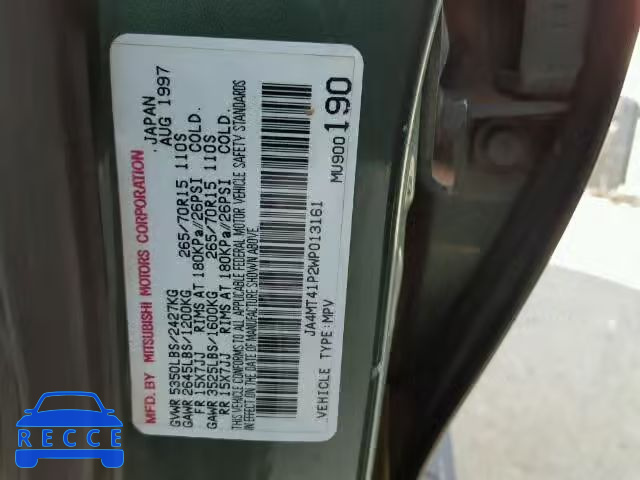 MFD. BY MITSUBISHI MOTORS CORPORATION JAPAN
GVWR 5350LBS/2427KG AUG 1997
GAWR 2645LBS/1200KG 265/70R15 110S
FR 15X7JJ RIMS AT 180KPa//26PSI COLD.
GAWR 3525LBS/1600KG 265/70R15 110S
RR 15X7JJ RIMS AT 180KPa//26PSI COLD.
THIS VEHICLE CONFORMS TO ALL APPLICABLE FEDERAL MOTOR VEHICLE SAFETY STANDARDS
IN EFFECT ON THE DATE OF MANUFACTURE SHOWN ABOVE.
JA4MT41P2WP013161
VEHICLE TYPE:MPV
MU900190
RECE